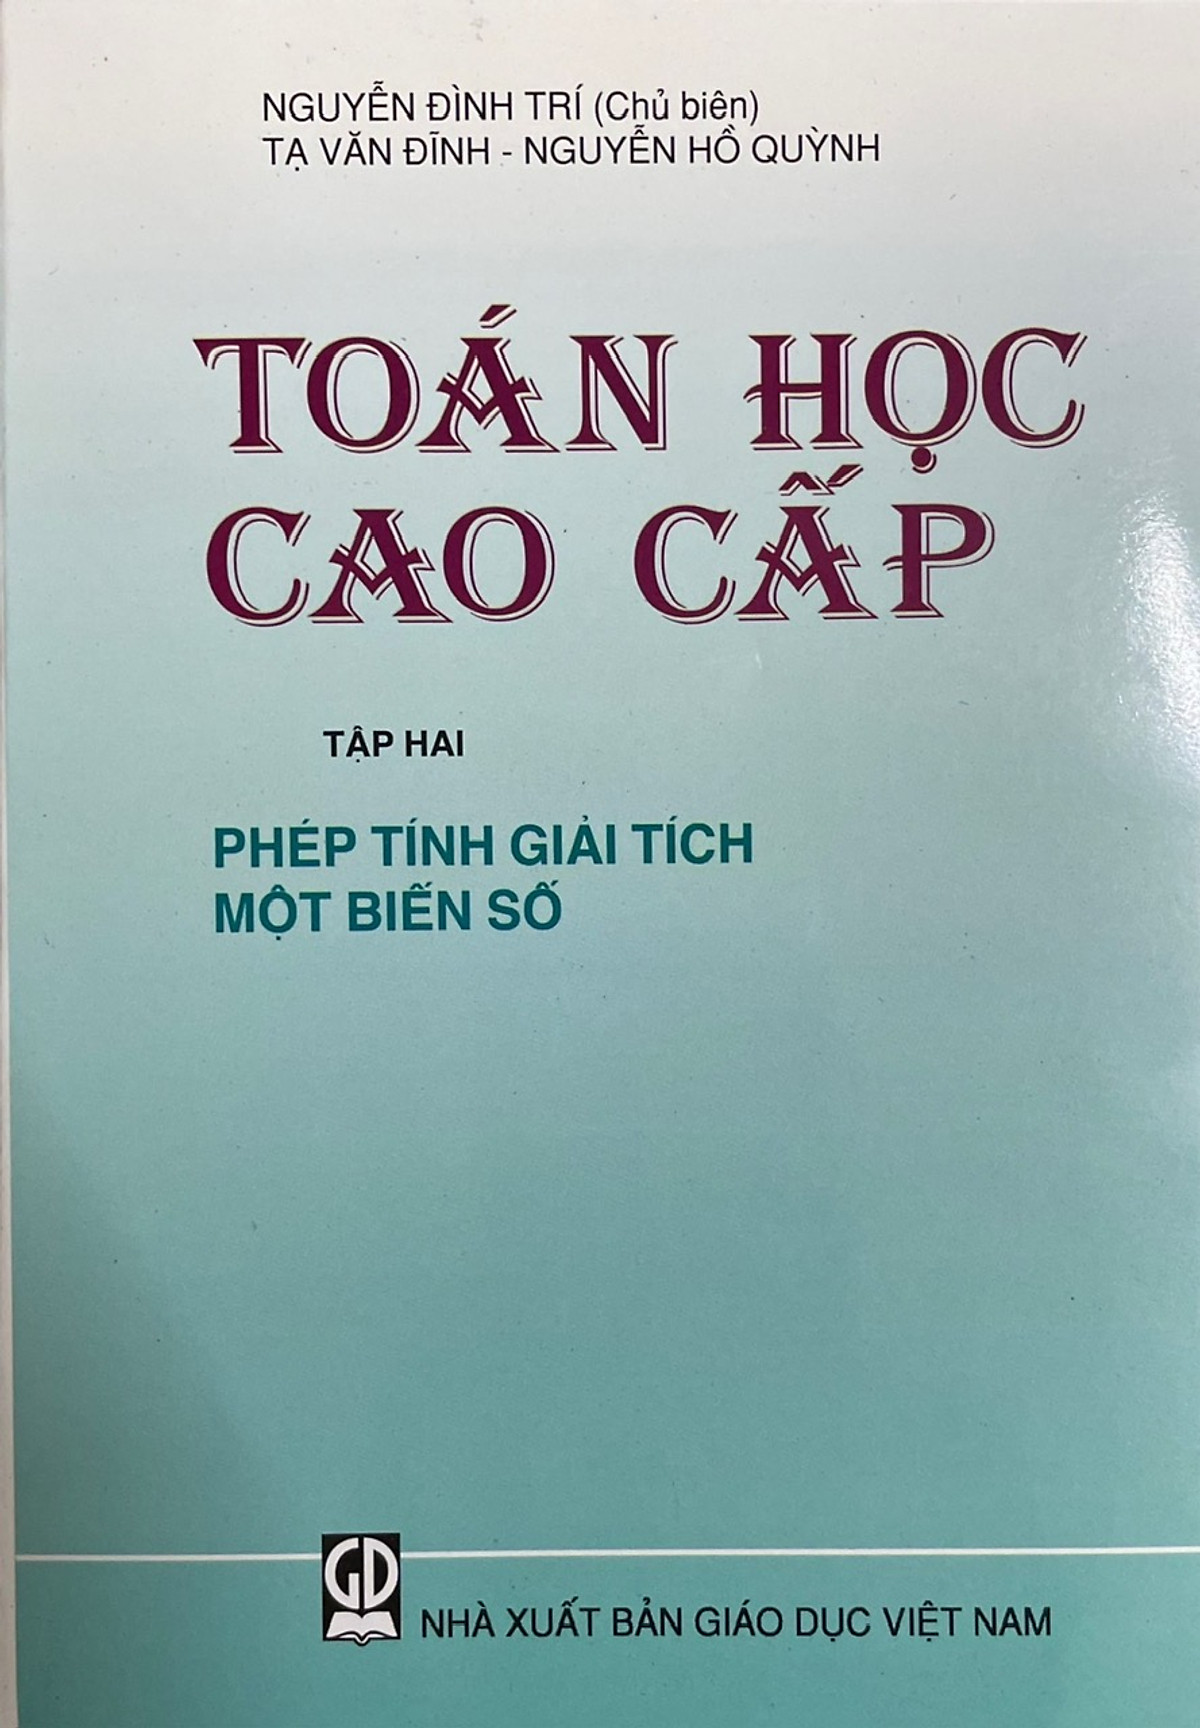 NGUYỄN ĐÌNH TRÍ (Chủ biên)
TẠ VĂN ĐĨNH - NGUYỄN HỒ QUỲNH
TOÁN HỌC
CAO CẤP
TẬP HAI
PHÉP TÍNH GIẢI TÍCH
MỘT BIẾN SỐ
GD
NHÀ XUẤT BẢN GIÁO DỤC VIỆT NAM